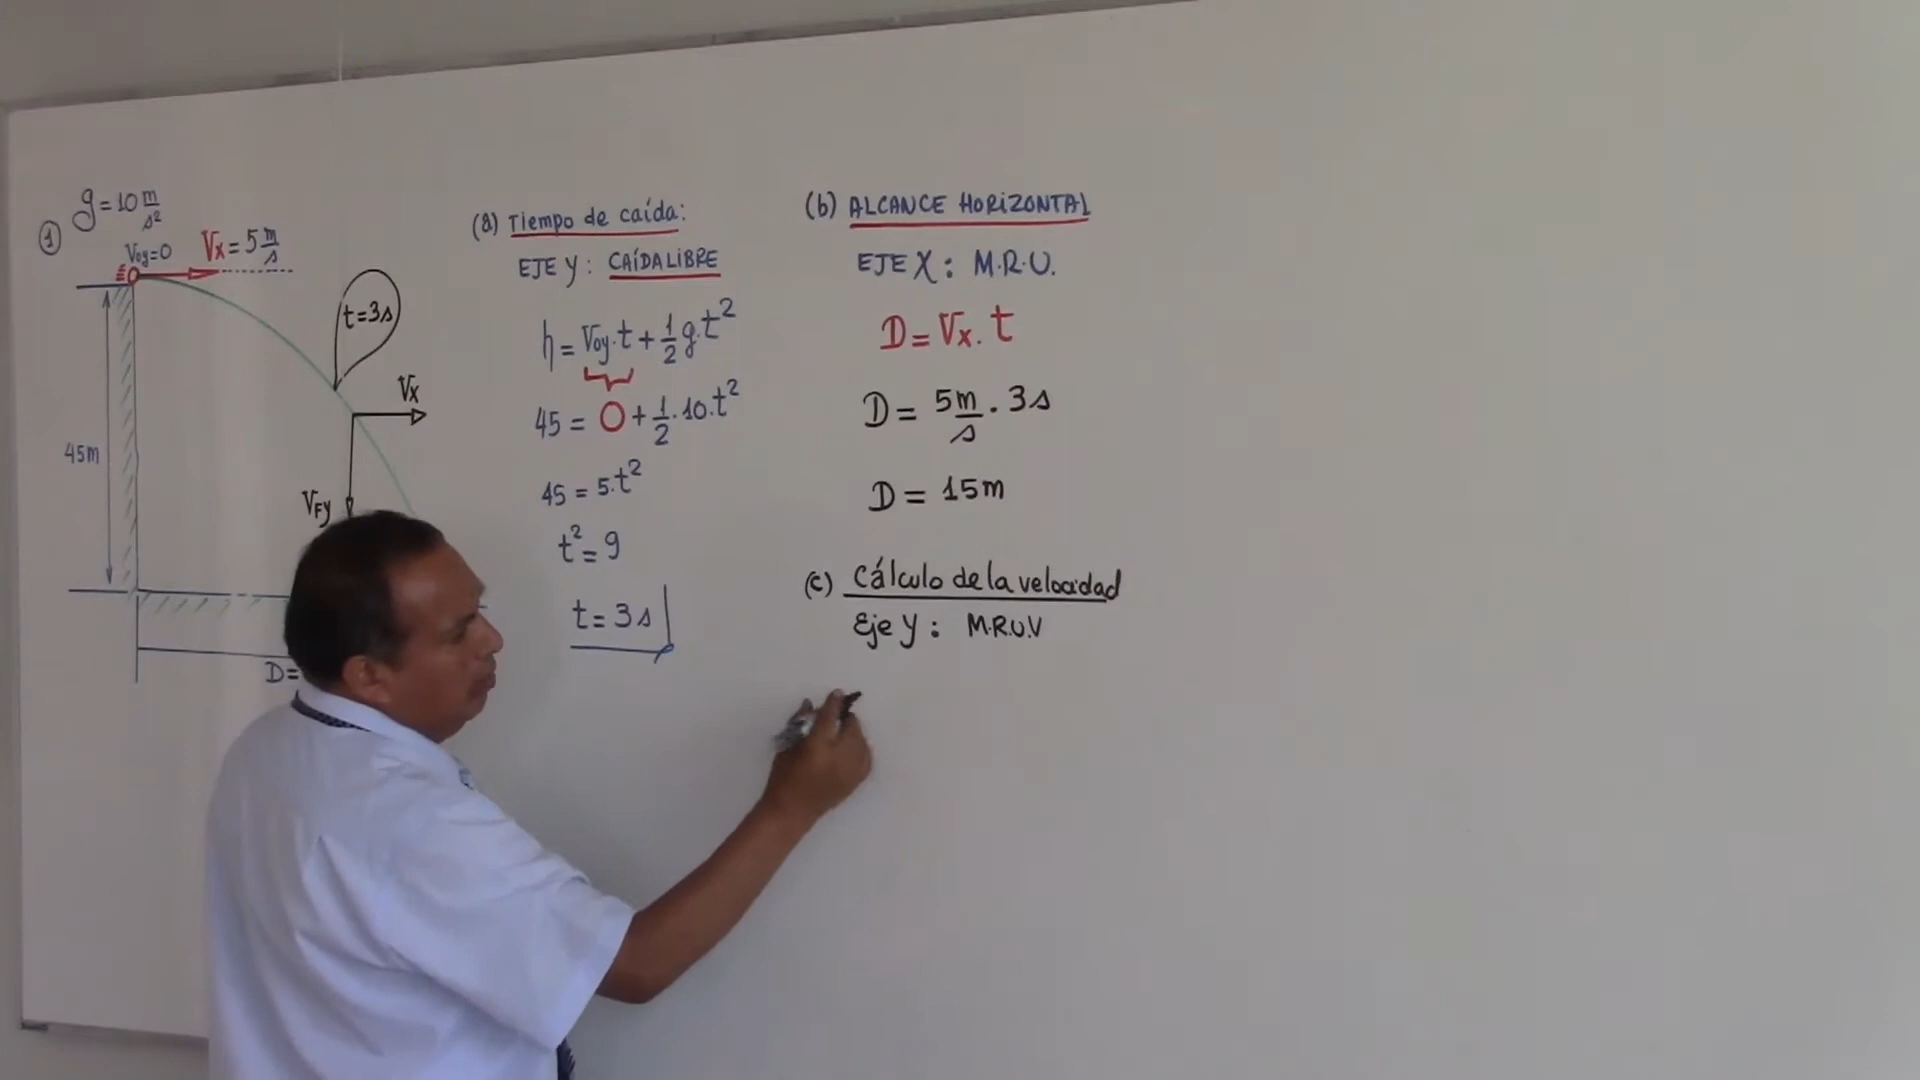 ①
g = 10 m/s²
Voy=0
Vx = 5 m/s
t = 3s
Vx
45m
VFy
D=
(a) Tiempo de caída:
EJE Y: CAÍDA LIBRE
h = Voy.t + 1/2 g.t²
45 = 0 + 1/2.10.t²
45 = 5.t²
t² = 9
t = 3s
(b) ALCANCE HORIZONTAL
EJE X: M.R.U.
D = Vx. t
D = 5m/s . 3s
D = 15m
(c) Cálculo de la velocidad
Eje Y: M.R.U.V